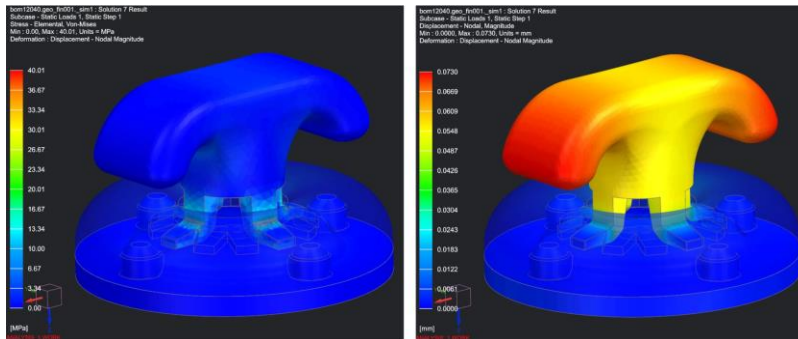 bom12040.geo_fin001._sim1 : Solution 7 Result
Subcase - Static Loads 1, Static Step 1
Stress - Elemental, Von-Mises
Min : 0.00, Max : 40.01, Units = MPa
Deformation : Displacement - Nodal Magnitude
40.01
36.67
33.34
30.01
26.67
23.34
20.01
16.67
13.34
10.00
6.67
3.34
0.00
[MPa]
bom12040.geo_fin001._sim1 : Solution 7 Result
Subcase - Static Loads 1, Static Step 1
Displacement - Nodal, Magnitude
Min : 0.0000, Max : 0.0730, Units = mm
Deformation : Displacement - Nodal Magnitude
0.0730
0.0669
0.0609
0.0548
0.0487
0.0426
0.0365
0.0304
0.0243
0.0183
0.0122
0.0061
0.0000
[mm]